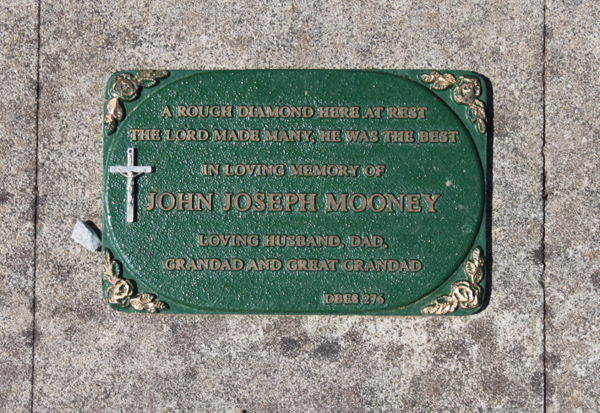 A ROUGH DIAMOND HERE AT REST
THE LORD MADE MANY, HE WAS THE BEST
IN LOVING MEMORY OF
JOHN JOSEPH MOONEY
LOVING HUSBAND, DAD,
GRANDAD AND GREAT GRANDAD
DBES 276